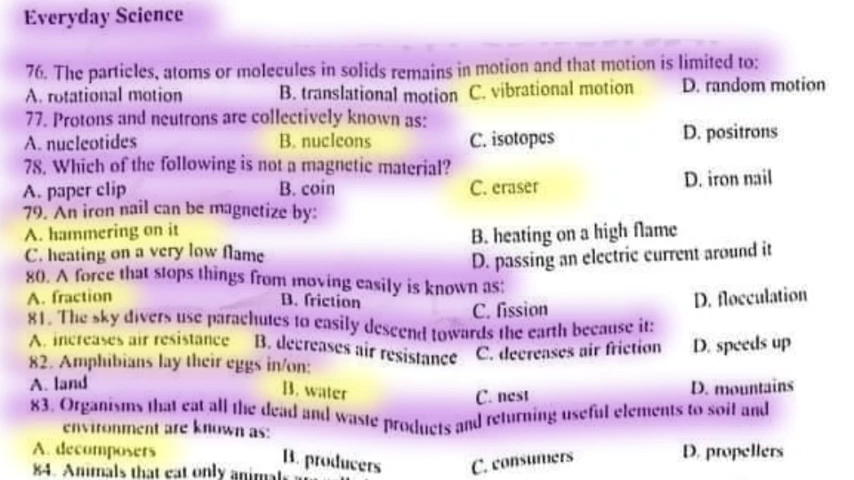 Everyday Science
76. The particles, atoms or molecules in solids remains in motion and that motion is limited to:
A. rotational motion B. translational motion C. vibrational motion D. random motion
77. Protons and neutrons are collectively known as:
A. nucleotides B. nucleons C. isotopes D. positrons
78. Which of the following is not a magnetic material?
A. paper clip B. coin C. eraser D. iron nail
79. An iron nail can be magnetize by:
A. hammering on it B. heating on a high flame
C. heating on a very low flame D. passing an electric current around it
80. A force that stops things from moving easily is known as:
A. fraction B. friction C. fission D. flocculation
81. The sky divers use parachutes to easily descend towards the earth because it:
A. increases air resistance B. decreases air resistance C. decreases air friction D. speeds up
82. Amphibians lay their eggs in/on:
A. land B. water C. nest D. mountains
83. Organisms that eat all the dead and waste products and returning useful elements to soil and
environment are known as:
A. decomposers B. producers C. consumers D. propellers
84. Animals that eat only animals